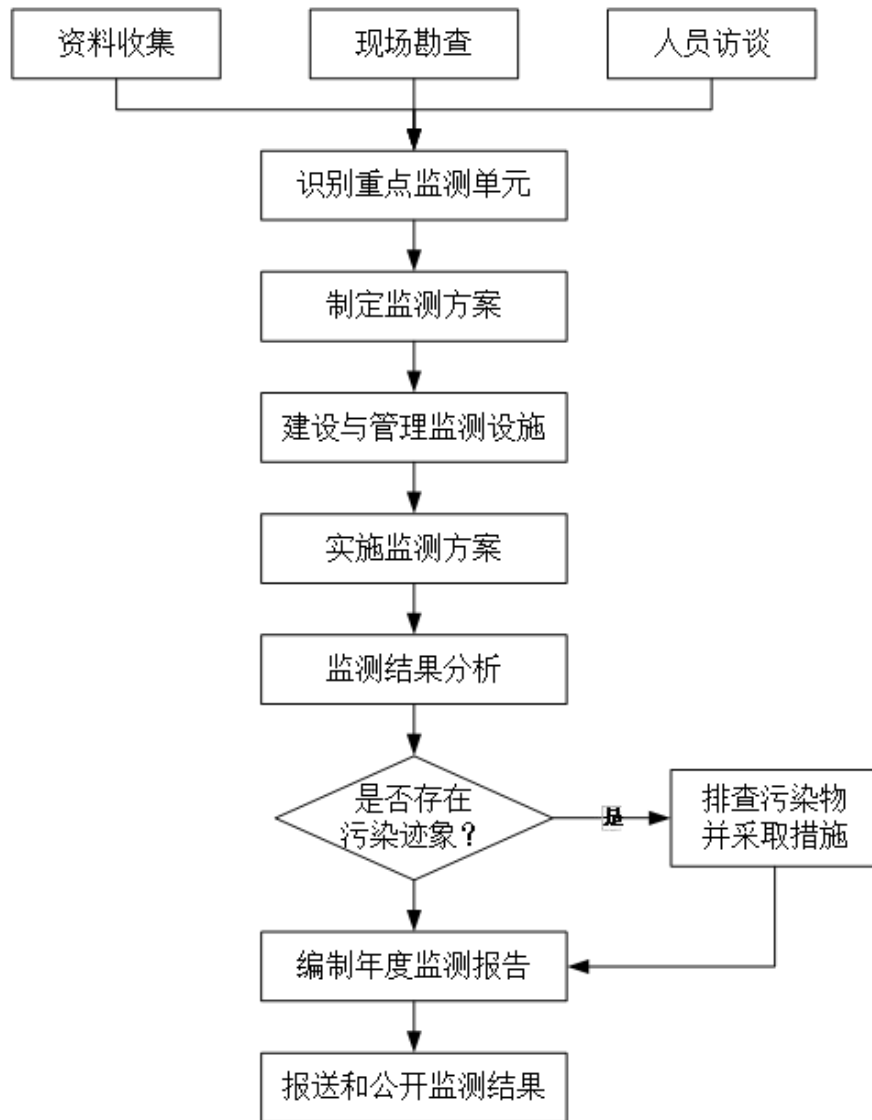 资料收集
现场勘查
人员访谈
识别重点监测单元
制定监测方案
建设与管理监测设施
实施监测方案
监测结果分析
是否存在
污染迹象？
是
排查污染物
并采取措施
编制年度监测报告
报送和公开监测结果